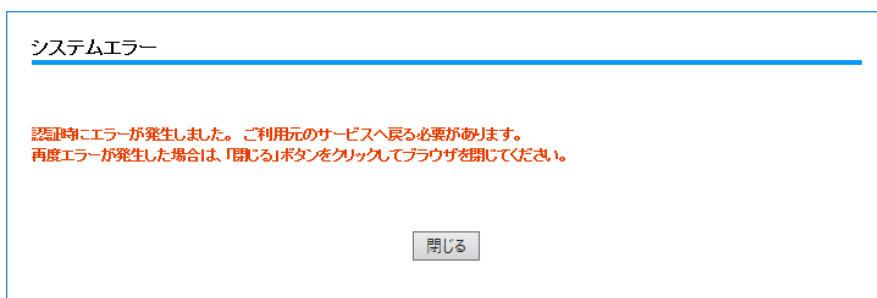 システムエラー
認証時にエラーが発生しました。ご利用元のサービスへ戻る必要があります。
再度エラーが発生した場合は、「閉じる」ボタンをクリックしてブラウザを閉じてください。
閉じる